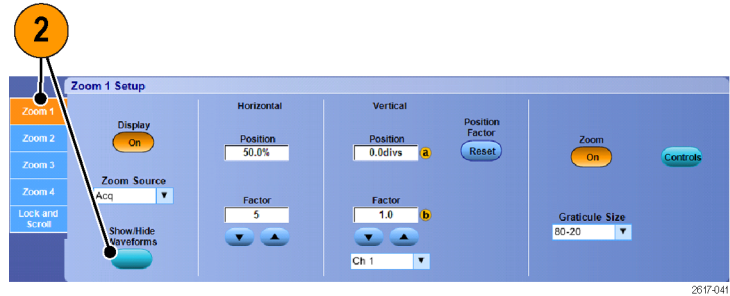 2
Zoom 1 Setup
Zoom 1
Zoom 2
Zoom 3
Zoom 4
Lock and
Scroll
Display
On
Zoom Source
Acq
Show/Hide
Waveforms
Horizontal
Position
50.0%
Factor
5
Vertical
Position
0.0divs
a
Factor
1.0
b
Ch 1
Position
Factor
Reset
Zoom
On
Controls
Graticule Size
80-20
2617-041